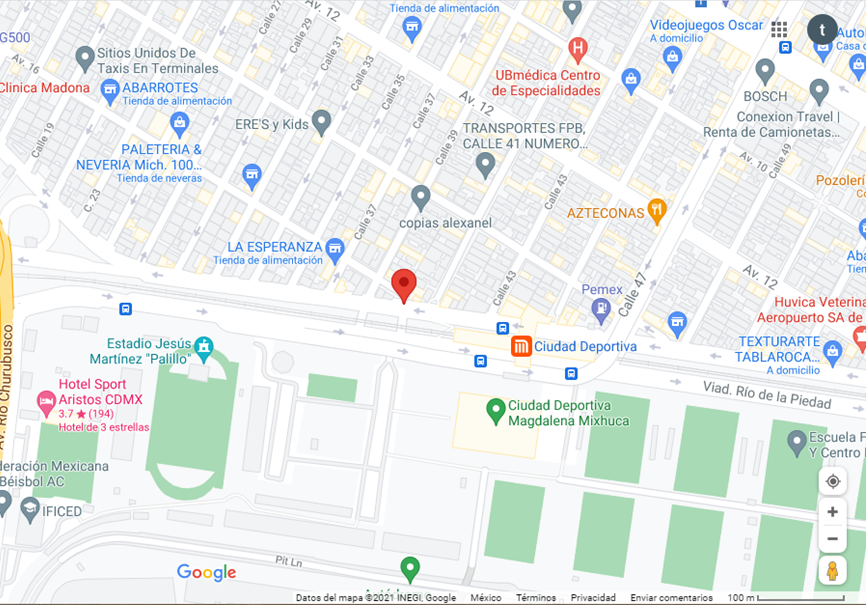 Calle 27
Av. 12
Tienda de alimentación
G500
Calle 29
Calle 31
Videojuegos Oscar
A domicilio
t
Auto
Casa d
Av. 16
Sitios Unidos De
Taxis En Terminales
Calle 33
Calle 35
H
UBmédica Centro
de Especialidades
Clinica Madona
ABARROTES
Tienda de alimentación
Calle 37
Av. 12
BOSCH
Conexion Travel |
Renta de Camionetas...
Calle 19
ERE'S y Kids
Calle 39
TRANSPORTES FPB,
CALLE 41 NUMERO...
PALETERIA &
NEVERIA Mich. 100...
Tienda de neveras
Av. 10
Calle 49
Pozolería
C. 23
Calle 37
copias alexanel
Calle 43
AZTECONAS
LA ESPERANZA
Tienda de alimentación
Aba
Tien
Av. 12
Calle 43
Pemex
Calle 47
Huvica Veterina
Aeropuerto SA de
Estadio Jesús
Martínez "Palillo"
Ciudad Deportiva
TEXTURARTE
TABLAROCA...
A domicilio
Av. Río Churubusco
Hotel Sport
Aristos CDMX
3.7 ★ (194)
Hotel de 3 estrellas
Viad. Río de la Piedad
Ciudad Deportiva
Magdalena Mixhuca
Escuela F
Y Centro
deración Mexicana
Béisbol AC
IFICED
Pit Ln
Google
Datos del mapa ©2021 INEGI, Google
México
Términos
Privacidad
Enviar comentarios
100 m